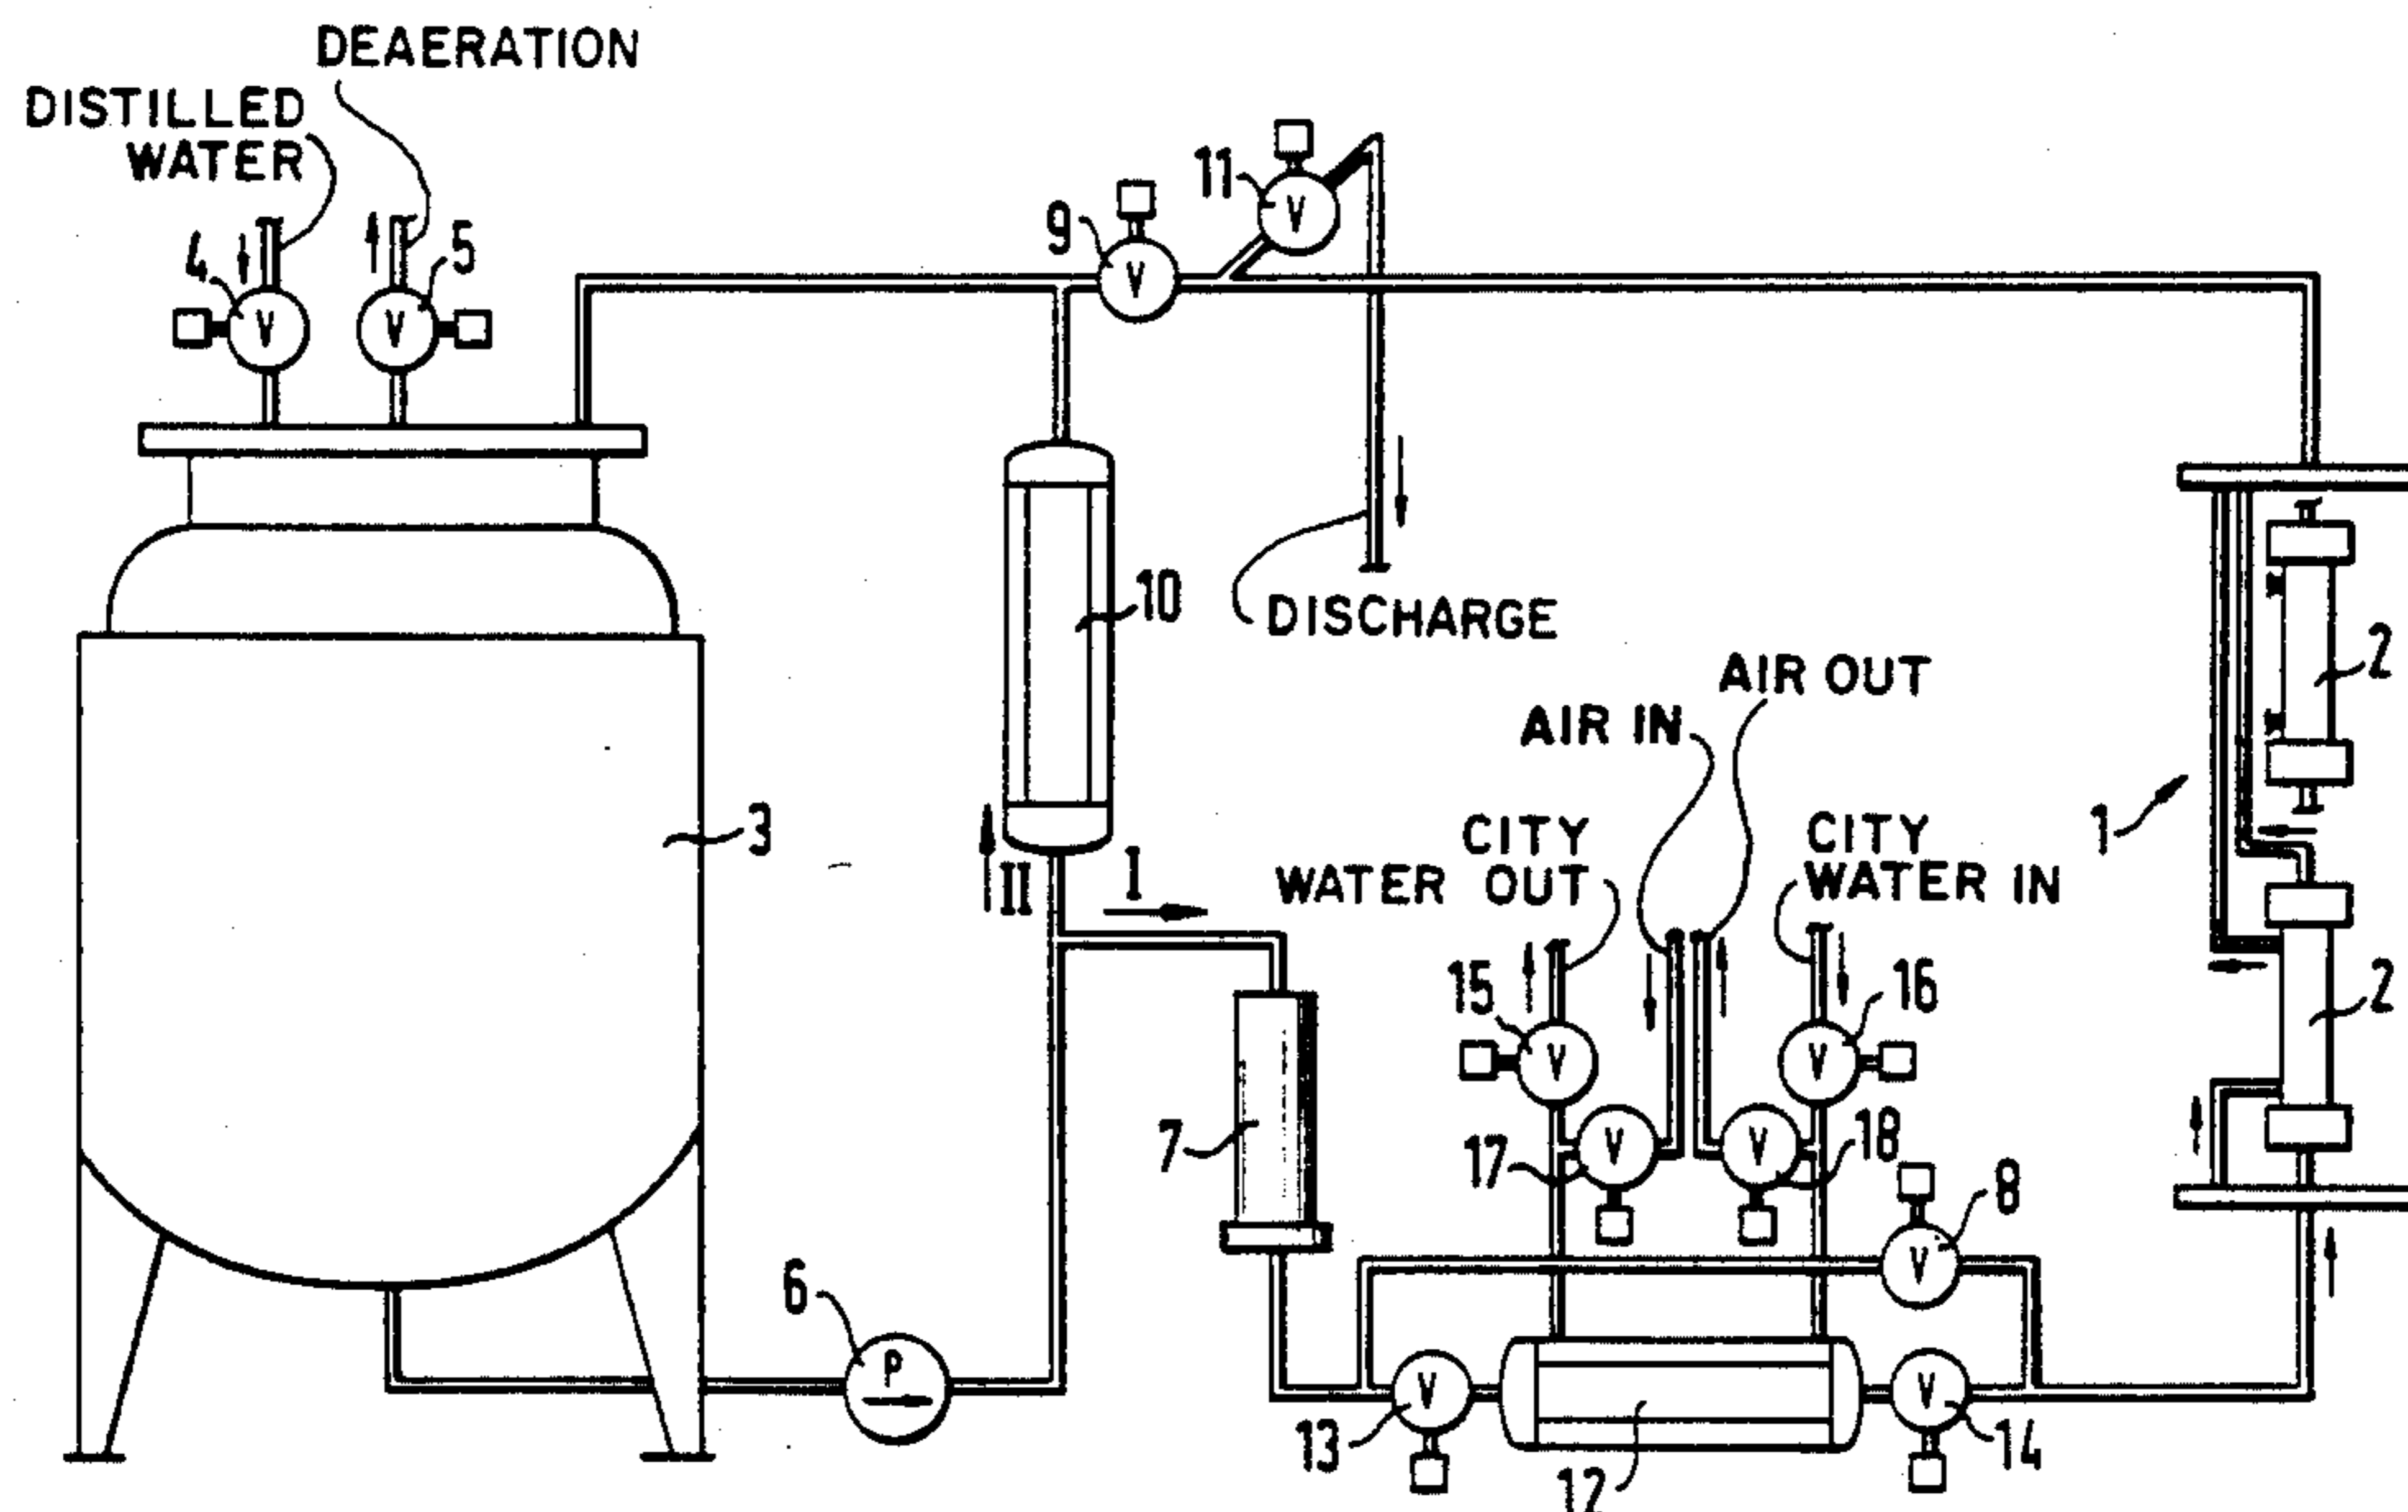 DEAERATION
DISTILLED
WATER
4
5
V
V
9
V
11
V
DISCHARGE
10
3
II
I
AIR OUT
AIR IN
CITY
WATER OUT
CITY
WATER IN
1
2
2
15
V
16
V
17
V
V
18
7
8
V
6
P
13
V
12
V
14